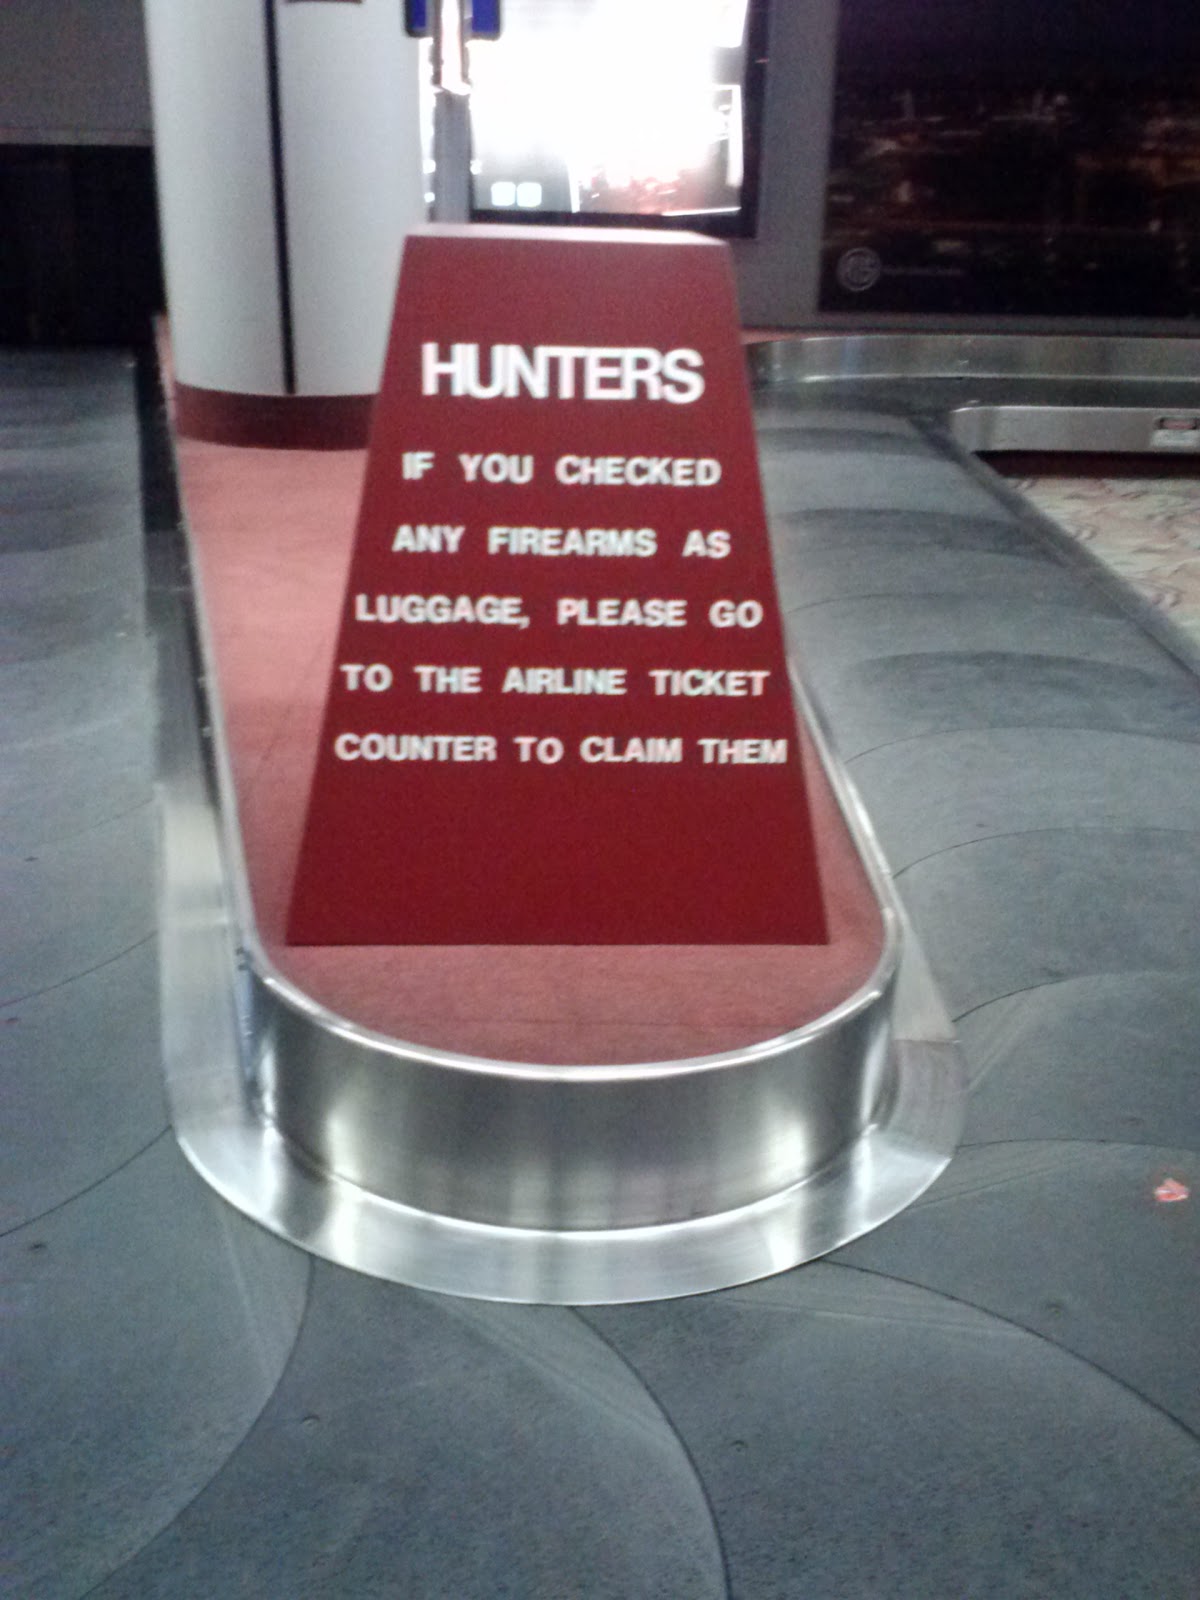 HUNTERS
IF YOU CHECKED
ANY FIREARMS AS
LUGGAGE, PLEASE GO
TO THE AIRLINE TICKET
COUNTER TO CLAIM THEM